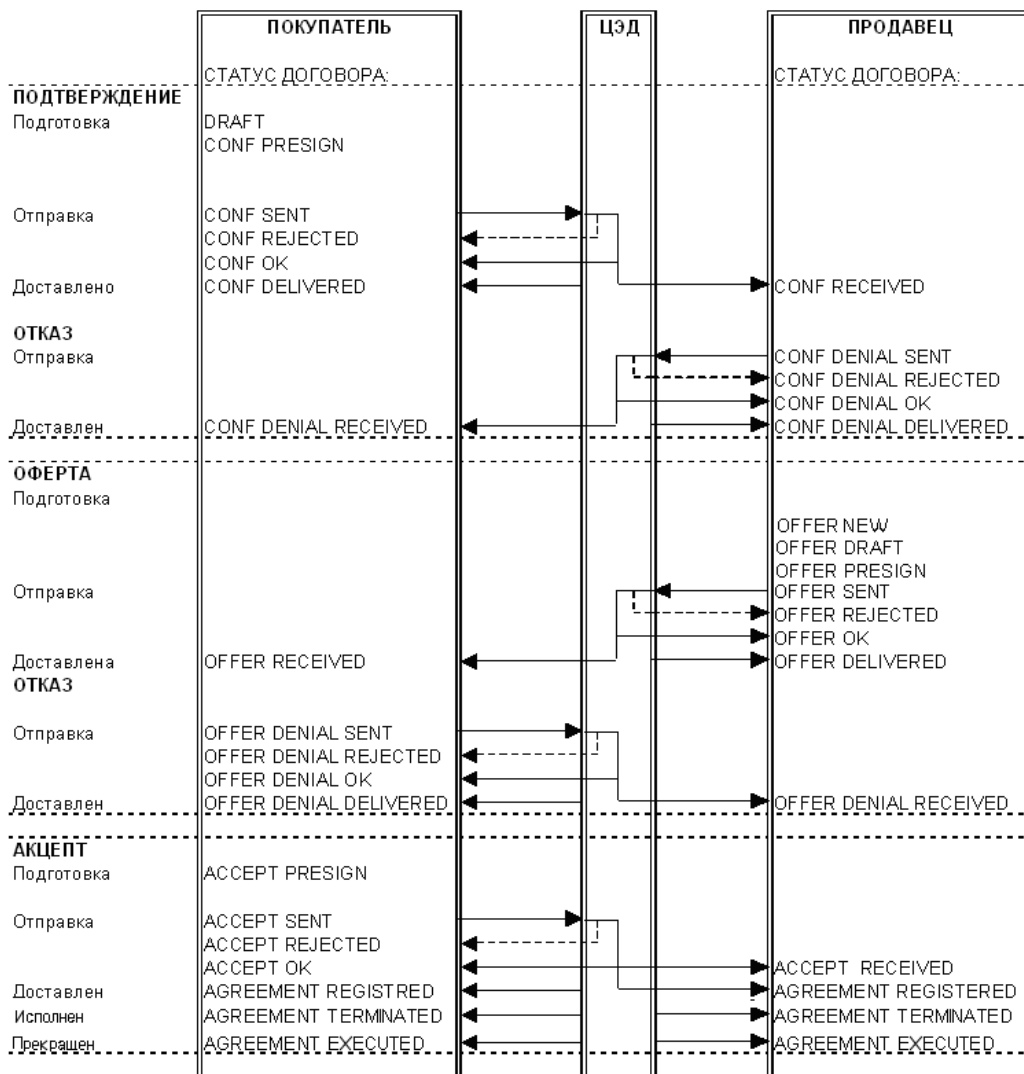 ПОКУПАТЕЛЬ ЦЭД ПРОДАВЕЦ
СТАТУС ДОГОВОРА: СТАТУС ДОГОВОРА:
ПОДТВЕРЖДЕНИЕ
Подготовка DRAFT
CONF PRESIGN
Отправка CONF SENT
CONF REJECTED
CONF OK
Доставлено CONF DELIVERED CONF RECEIVED
ОТКАЗ
Отправка CONF DENIAL SENT
CONF DENIAL REJECTED
CONF DENIAL OK
Доставлен CONF DENIAL RECEIVED CONF DENIAL DELIVERED
ОФЕРТА
Подготовка
OFFER NEW
OFFER DRAFT
OFFER PRESIGN
Отправка OFFER SENT
OFFER REJECTED
OFFER OK
Доставлена OFFER RECEIVED OFFER DELIVERED
ОТКАЗ
Отправка OFFER DENIAL SENT
OFFER DENIAL REJECTED
OFFER DENIAL OK
Доставлен OFFER DENIAL DELIVERED OFFER DENIAL RECEIVED
АКЦЕПТ
Подготовка ACCEPT PRESIGN
Отправка ACCEPT SENT
ACCEPT REJECTED
ACCEPT OK ACCEPT RECEIVED
Доставлен AGREEMENT REGISTRED AGREEMENT REGISTERED
Исполнен AGREEMENT TERMINATED AGREEMENT TERMINATED
Прекращен AGREEMENT EXECUTED AGREEMENT EXECUTED